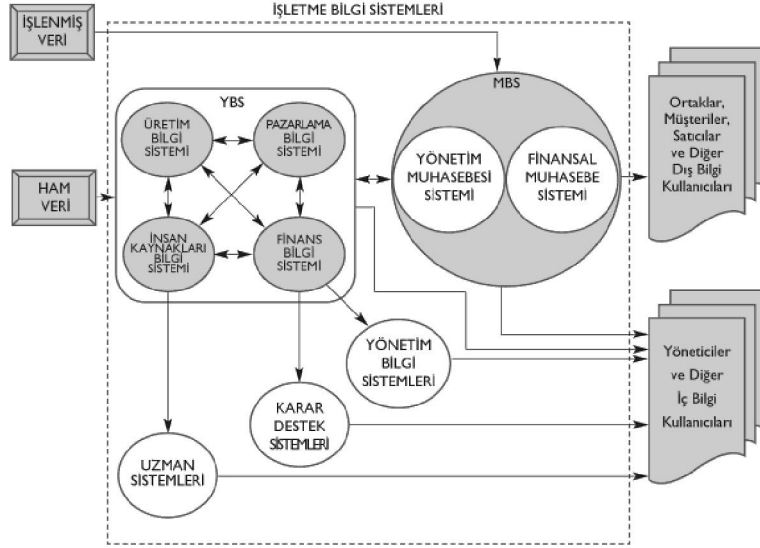 İŞLETME BİLGİ SİSTEMLERİ
İŞLENMİŞ
VERİ
MBS
YBS
ÜRETİM
BİLGİ
SİSTEMİ
PAZARLAMA
BİLGİ
SİSTEMİ
YÖNETİM
MUHASEBESİ
SİSTEMİ
FİNANSAL
MUHASEBE
SİSTEMİ
Ortaklar,
Müşteriler,
Satıcılar
ve Diğer
Dış Bilgi
Kullanıcıları
HAM
VERİ
İNSAN
KAYNAKLARI
BİLGİ
SİSTEMİ
FİNANS
BİLGİ
SİSTEMİ
YÖNETİM
BİLGİ
SİSTEMLERİ
Yöneticiler
ve Diğer
İç Bilgi
Kullanıcıları
KARAR
DESTEK
SİSTEMLERİ
UZMAN
SİSTEMLERİ